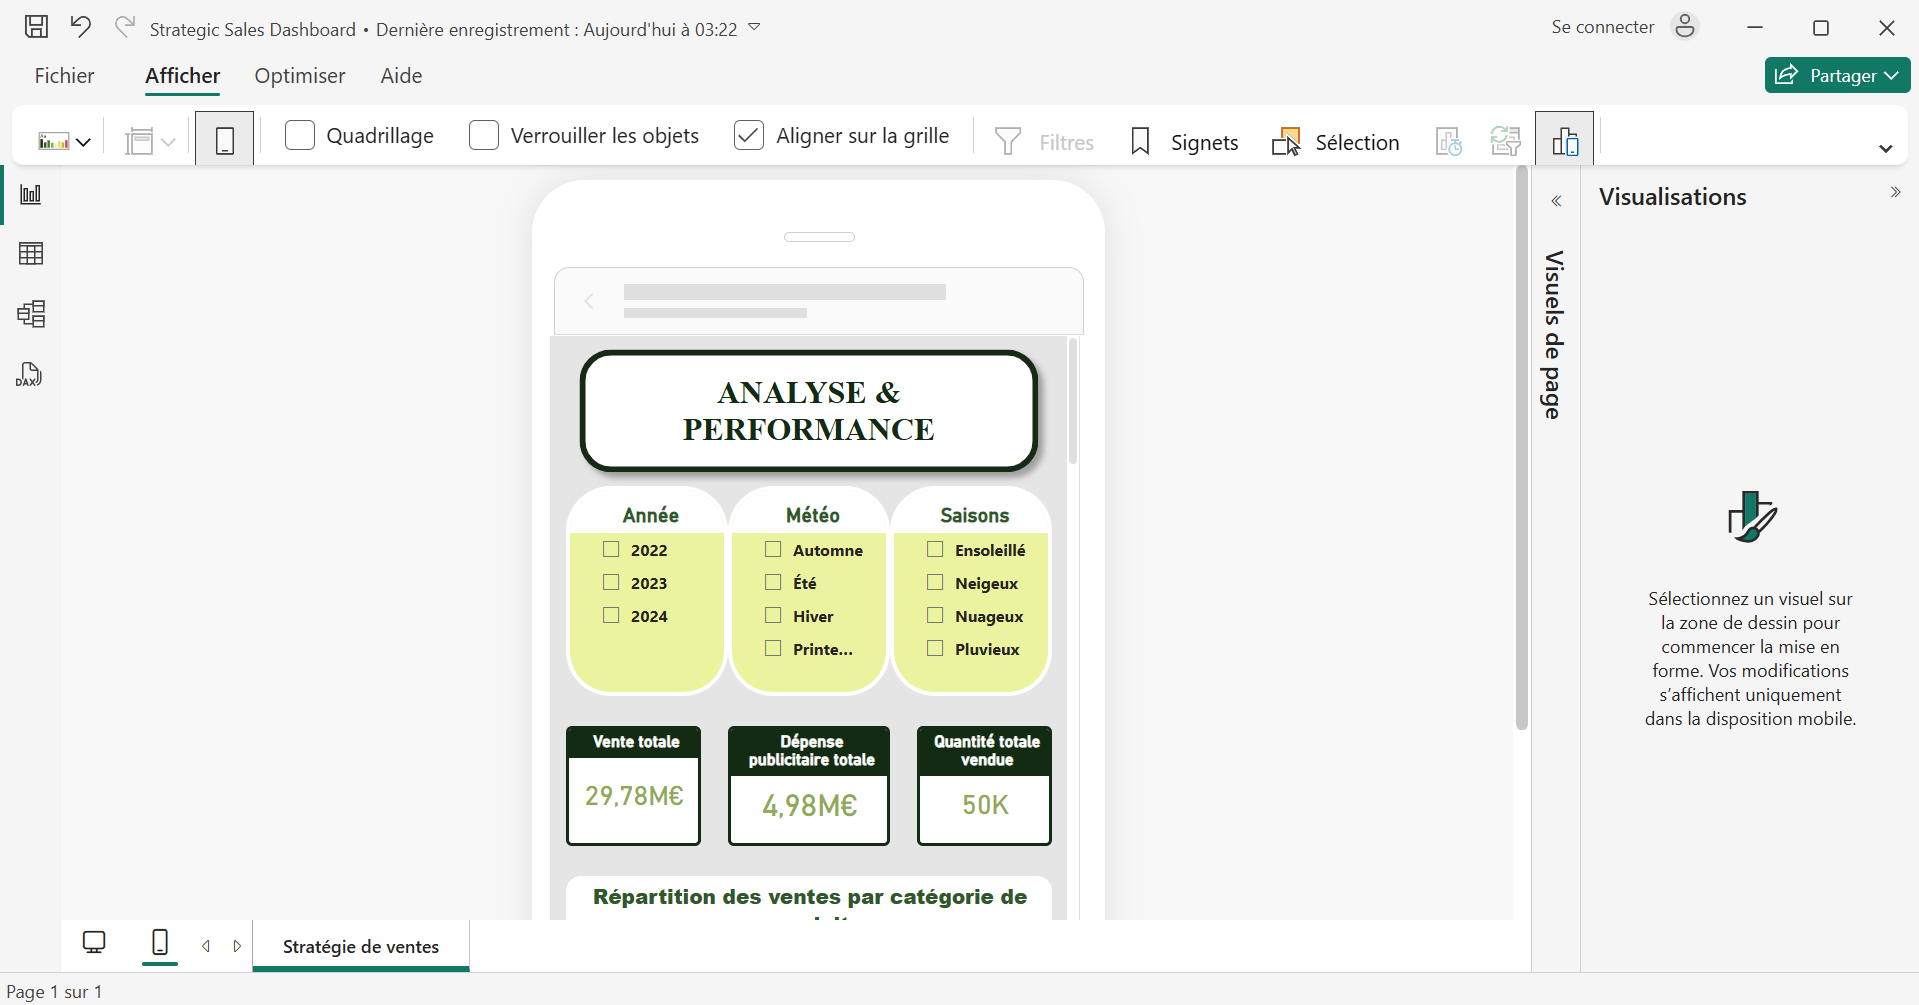 Strategic Sales Dashboard • Dernière enregistrement : Aujourd'hui à 03:22
Se connecter
Fichier
Afficher
Optimiser
Aide
Partager
Quadrillage
Verrouiller les objets
Aligner sur la grille
Filtres
Signets
Sélection
DAX
Visuels de page
Visualisations
Sélectionnez un visuel sur
la zone de dessin pour
commencer la mise en
forme. Vos modifications
s’affichent uniquement
dans la disposition mobile.
ANALYSE &
PERFORMANCE
Année
2022
2023
2024
Météo
Automne
Été
Hiver
Printe...
Saisons
Ensoleillé
Neigeux
Nuageux
Pluvieux
Vente totale
29,78M€
Dépense
publicitaire totale
4,98M€
Quantité totale
vendue
50K
Répartition des ventes par catégorie de
Stratégie de ventes
Page 1 sur 1